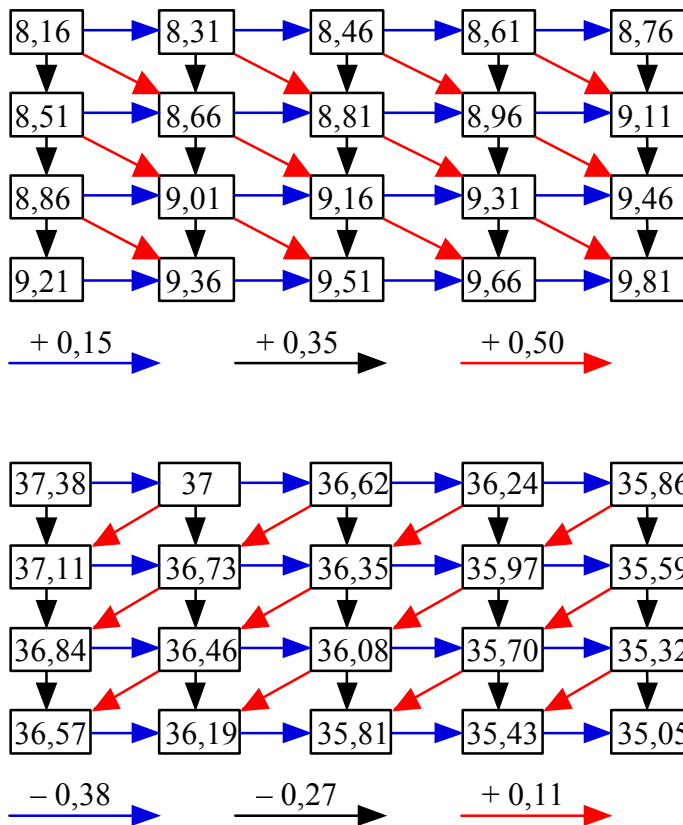 8,16 8,31 8,46 8,61 8,76
8,51 8,66 8,81 8,96 9,11
8,86 9,01 9,16 9,31 9,46
9,21 9,36 9,51 9,66 9,81
+ 0,15 + 0,35 + 0,50
37,38 37 36,62 36,24 35,86
37,11 36,73 36,35 35,97 35,59
36,84 36,46 36,08 35,70 35,32
36,57 36,19 35,81 35,43 35,05
– 0,38 – 0,27 + 0,11